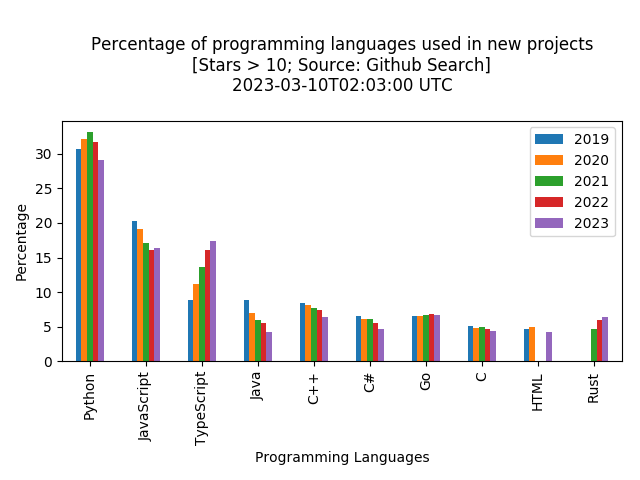 Percentage of programming languages used in new projects
[Stars > 10; Source: Github Search]
2023-03-10T02:03:00 UTC
2019
2020
2021
2022
2023
Percentage
30
25
20
15
10
5
0
Python
JavaScript
TypeScript
Java
C++
C#
Go
C
HTML
Rust
Programming Languages